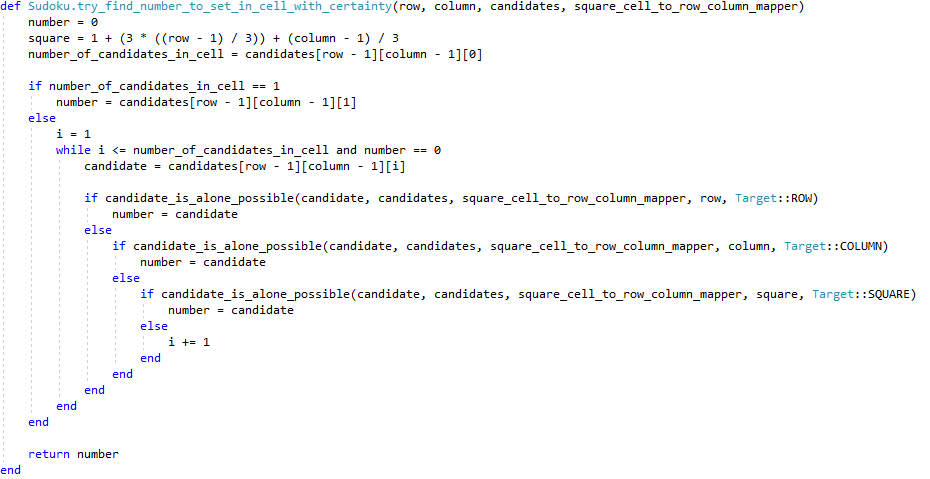 def Sudoku.try_find_number_to_set_in_cell_with_certainty(row, column, candidates, square_cell_to_row_column_mapper)
    number = 0
    square = 1 + (3 * ((row - 1) / 3)) + (column - 1) / 3
    number_of_candidates_in_cell = candidates[row - 1][column - 1][0]

    if number_of_candidates_in_cell == 1
        number = candidates[row - 1][column - 1][1]
    else
        i = 1
        while i <= number_of_candidates_in_cell and number == 0
            candidate = candidates[row - 1][column - 1][i]

            if candidate_is_alone_possible(candidate, candidates, square_cell_to_row_column_mapper, row, Target::ROW)
                number = candidate
            else
                if candidate_is_alone_possible(candidate, candidates, square_cell_to_row_column_mapper, column, Target::COLUMN)
                    number = candidate
                else
                    if candidate_is_alone_possible(candidate, candidates, square_cell_to_row_column_mapper, square, Target::SQUARE)
                        number = candidate
                    else
                        i += 1
                    end
                end
            end
        end
    end

    return number
end